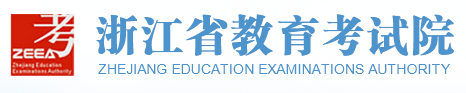 考
ZEEA
Zhejiang Education
Examinations Authority
浙江省教育考试院
ZHEJIANG EDUCATION EXAMINATIONS AUTHORITY